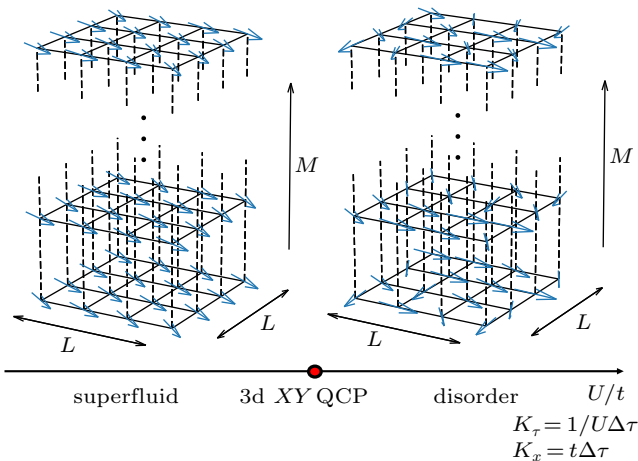 M
M
L
L
L
L
superfluid
3d XY QCP
disorder
U/t
K_τ = 1/UΔτ
K_x = tΔτ